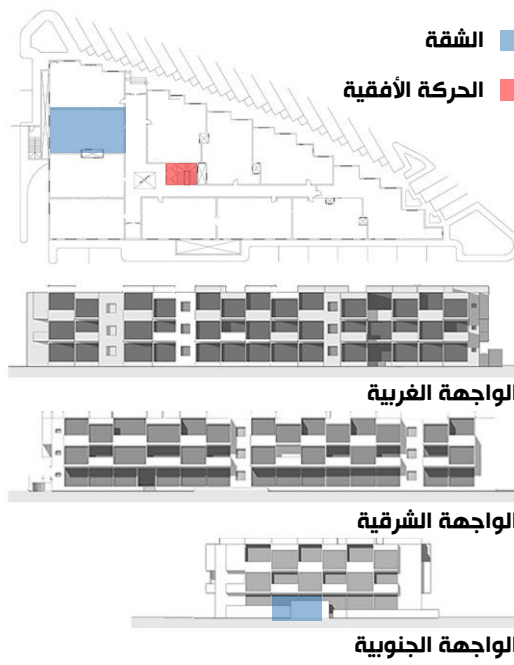 الشقة
الحركة الأفقية
الواجهة الغربية
الواجهة الشرقية
الواجهة الجنوبية